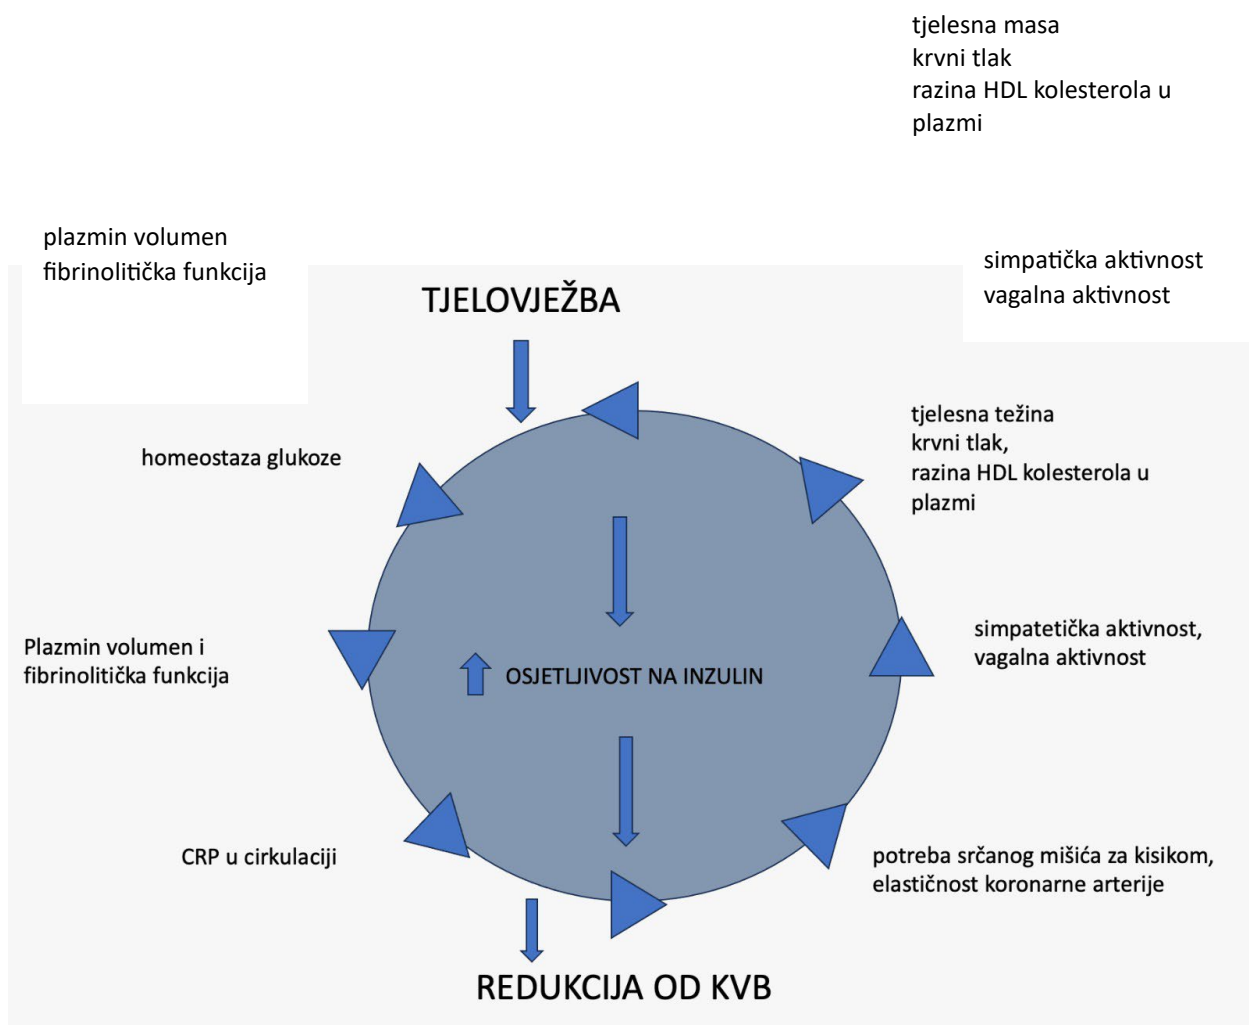 tjelesna masa
krvni tlak
razina HDL kolesterola u
plazmi
plazmin volumen
fibrinolitička funkcija
simpatička aktivnost
vagalna aktivnost
TJELOVJEŽBA
tjelesna težina
krvni tlak,
razina HDL kolesterola u
plazmi
homeostaza glukoze
simpatetička aktivnost,
vagalna aktivnost
Plazmin volumen i
fibrinolitička funkcija
OSJETLJIVOST NA INZULIN
CRP u cirkulaciji
potreba srčanog mišića za kisikom,
elastičnost koronarne arterije
REDUKCIJA OD KVB